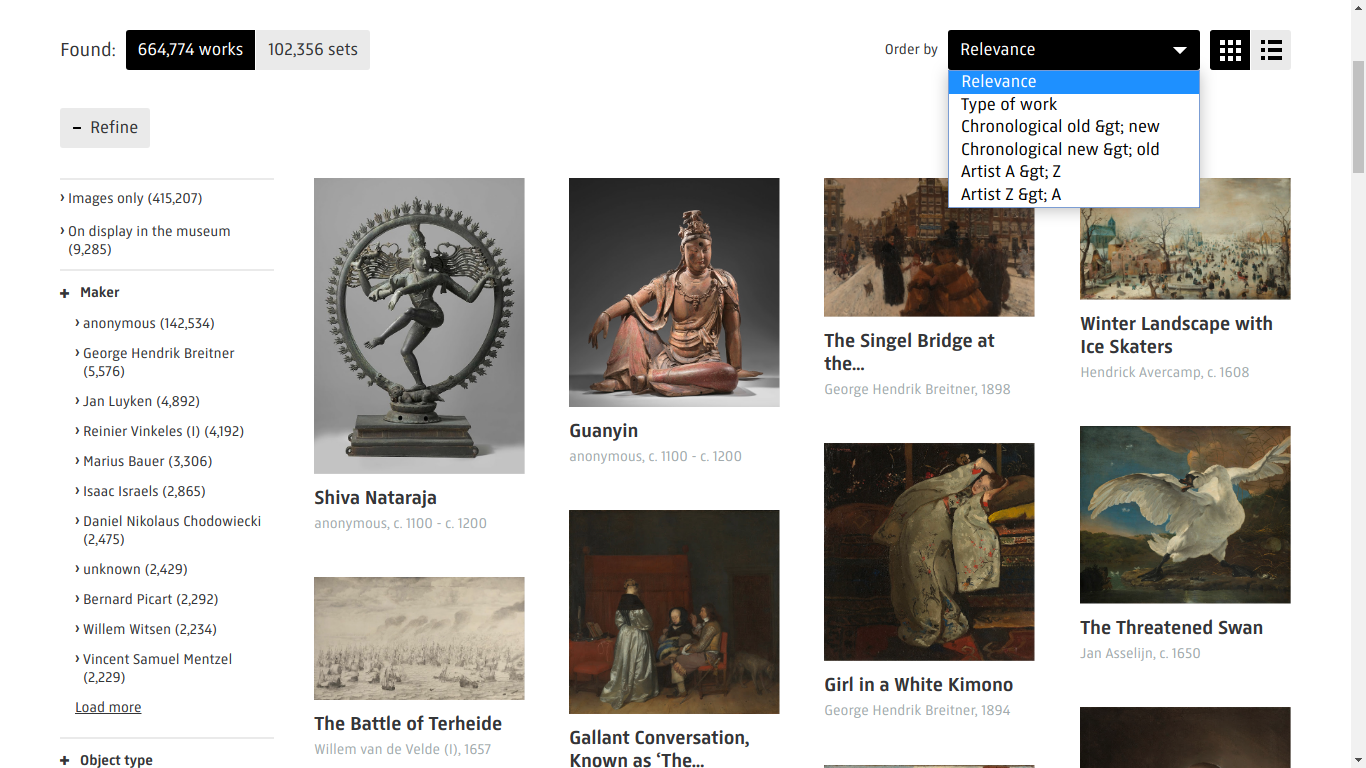 Found: 664,774 works 102,356 sets
Order by Relevance
Relevance
Type of work
Chronological old &gt; new
Chronological new &gt; old
Artist A &gt; Z
Artist Z &gt; A
− Refine
› Images only (415,207)
› On display in the museum
(9,285)
+ Maker
› anonymous (142,534)
› George Hendrik Breitner
(5,576)
› Jan Luyken (4,892)
› Reinier Vinkeles (I) (4,192)
› Marius Bauer (3,306)
› Isaac Israels (2,865)
› Daniel Nikolaus Chodowiecki
(2,475)
› unknown (2,429)
› Bernard Picart (2,292)
› Willem Witsen (2,234)
› Vincent Samuel Mentzel
(2,229)
Load more
+ Object type
Shiva Nataraja
anonymous, c. 1100 - c. 1200
The Battle of Terheide
Willem van de Velde (I), 1657
Guanyin
anonymous, c. 1100 - c. 1200
Gallant Conversation,
Known as ‘The...
The Singel Bridge at
the...
George Hendrik Breitner, 1898
Girl in a White Kimono
George Hendrik Breitner, 1894
Winter Landscape with
Ice Skaters
Hendrick Avercamp, c. 1608
The Threatened Swan
Jan Asselijn, c. 1650